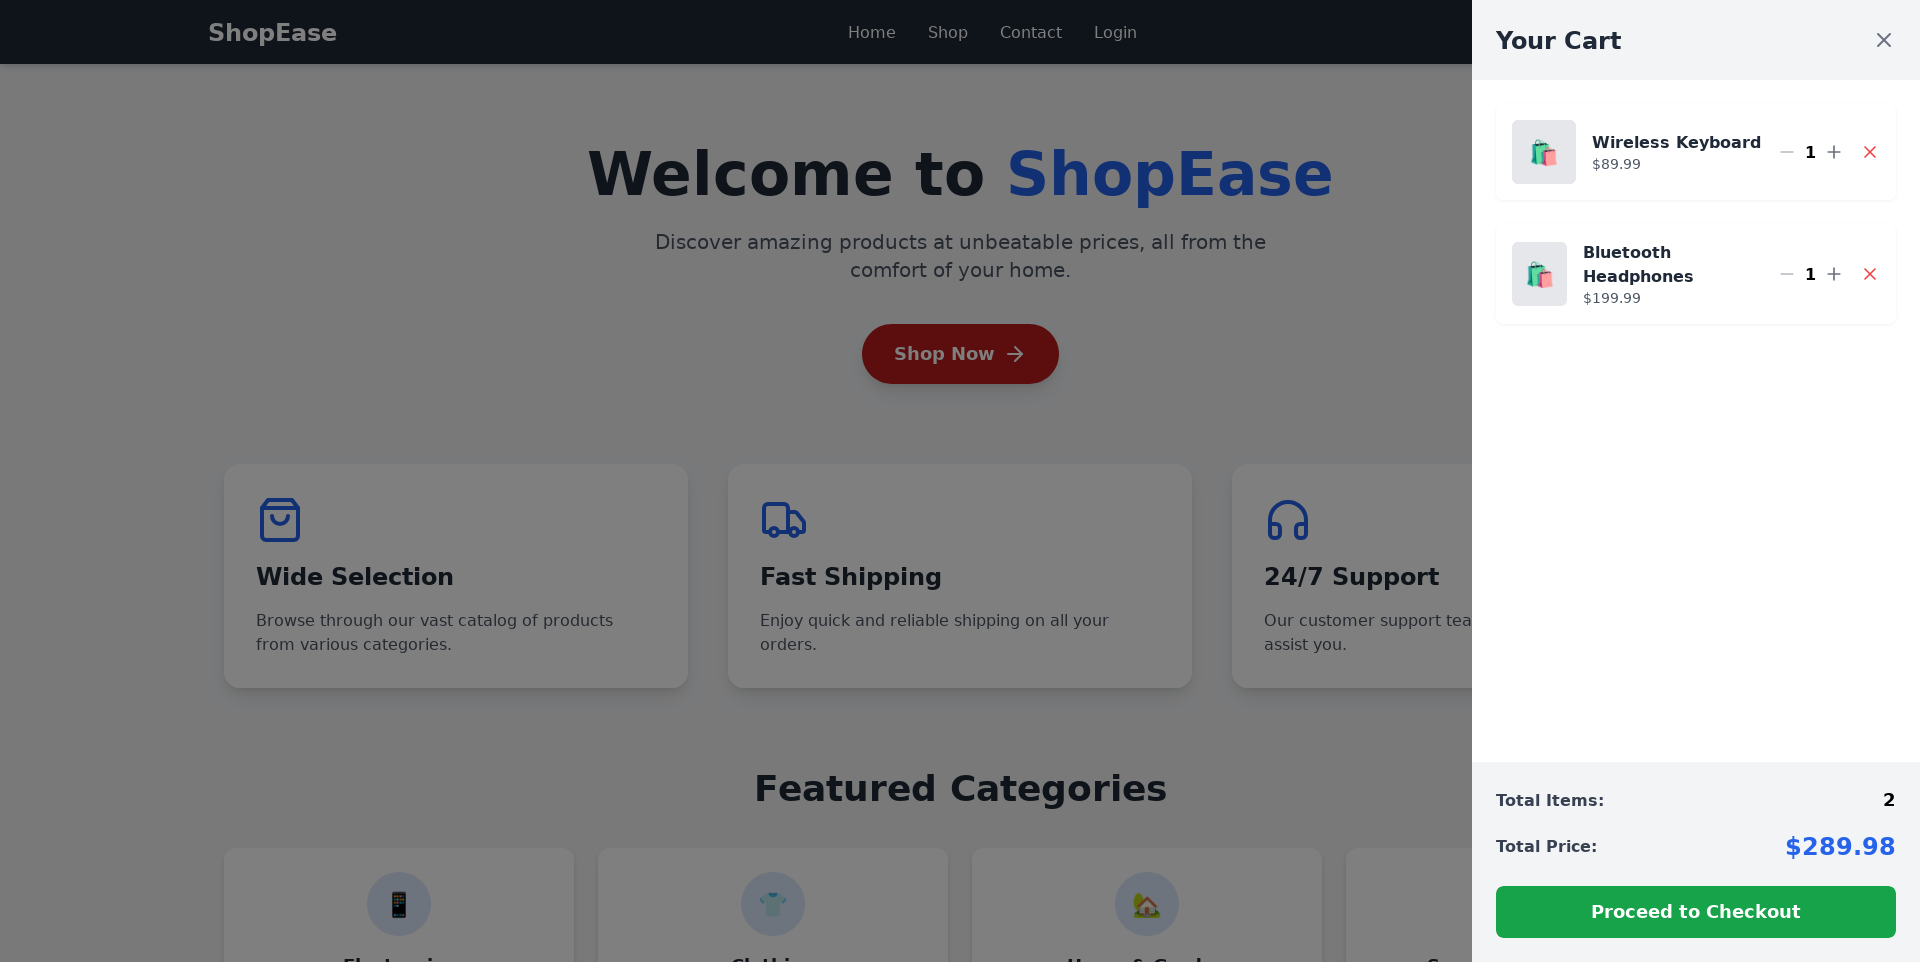 ShopEase
Home
Shop
Contact
Login
Welcome to ShopEase
Discover amazing products at unbeatable prices, all from the
comfort of your home.
Shop Now
Wide Selection
Browse through our vast catalog of products
from various categories.
Fast Shipping
Enjoy quick and reliable shipping on all your
orders.
24/7 Support
Our customer support
assist you.
Featured Categories
Your Cart
Wireless Keyboard
$89.99
1
Bluetooth
Headphones
$199.99
1
Total Items:
2
Total Price:
$289.98
Proceed to Checkout